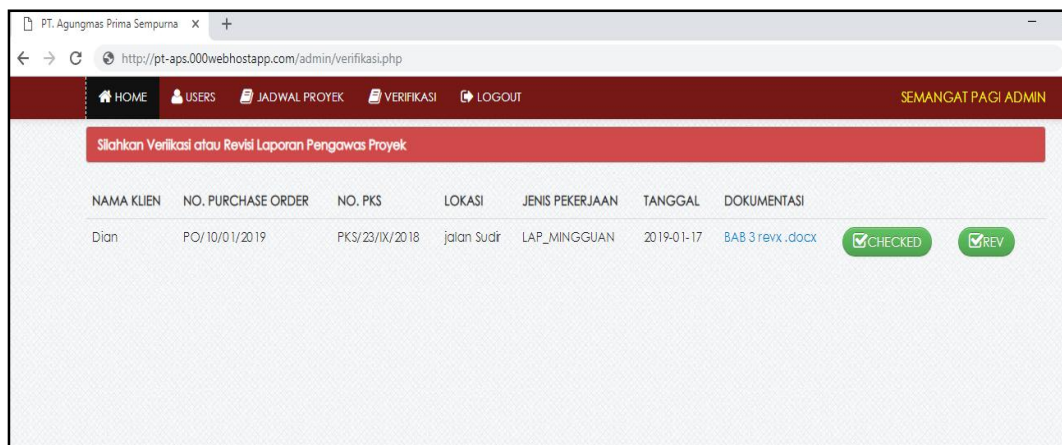 PT. Agungmas Prima Sempurna
http://pt-aps.000webhostapp.com/admin/verifikasi.php
HOME USERS JADWAL PROYEK VERIFIKASI LOGOUT SEMANGAT PAGI ADMIN
Silahkan Veriikasi atau Revisi Laporan Pengawas Proyek
NAMA KLIEN NO. PURCHASE ORDER NO. PKS LOKASI JENIS PEKERJAAN TANGGAL DOKUMENTASI
Dian PO/10/01/2019 PKS/23/IX/2018 jalan Sudir LAP_MINGGUAN 2019-01-17 BAB 3 revx .docx CHECKED REV